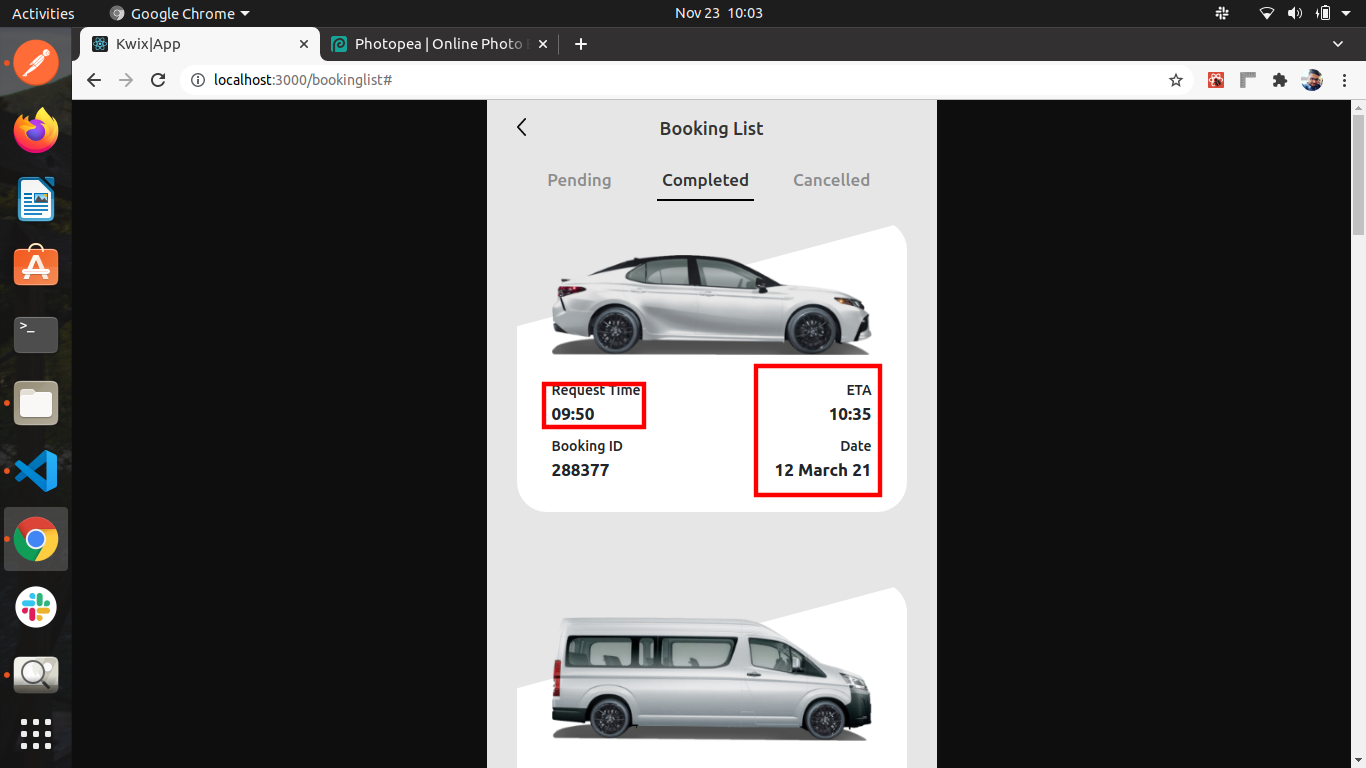 Activities Google Chrome Nov 23 10:03
Kwix|App Photopea | Online Photo
localhost:3000/bookinglist#
Booking List
Pending Completed Cancelled
Request Time ETA
09:50 10:35
Booking ID Date
288377 12 March 21